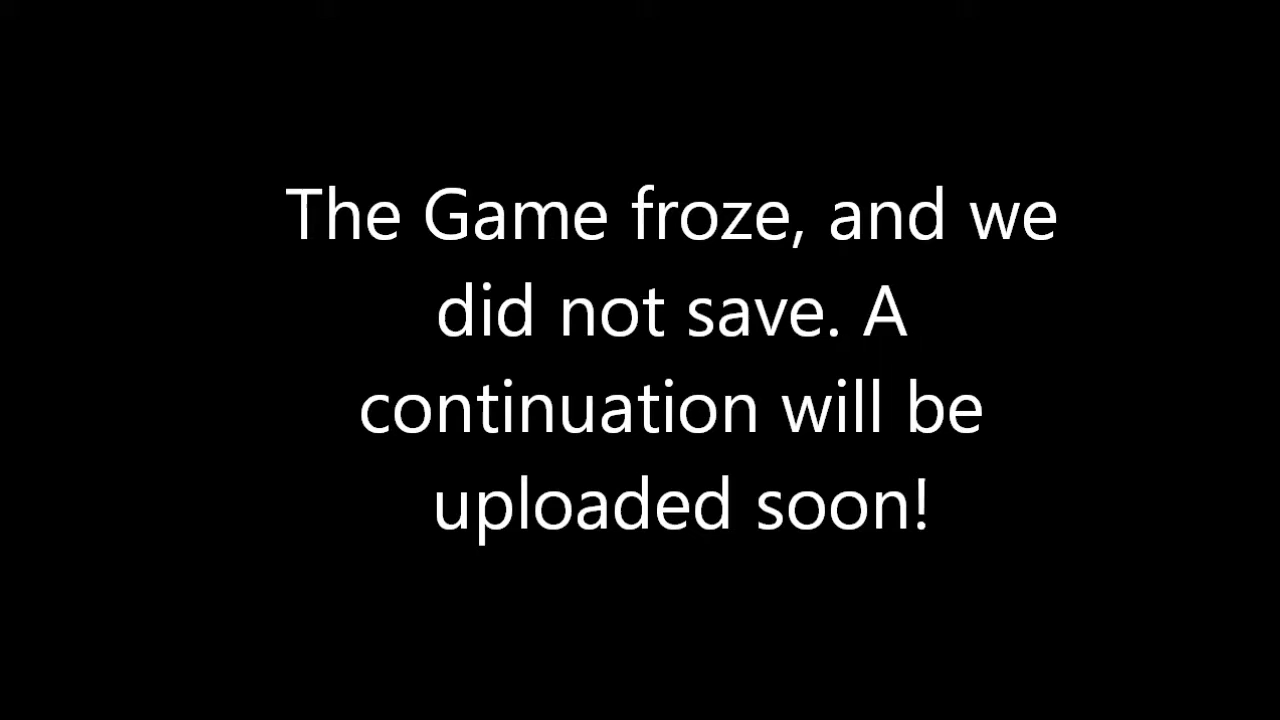 The Game froze, and we
did not save. A
continuation will be
uploaded soon!